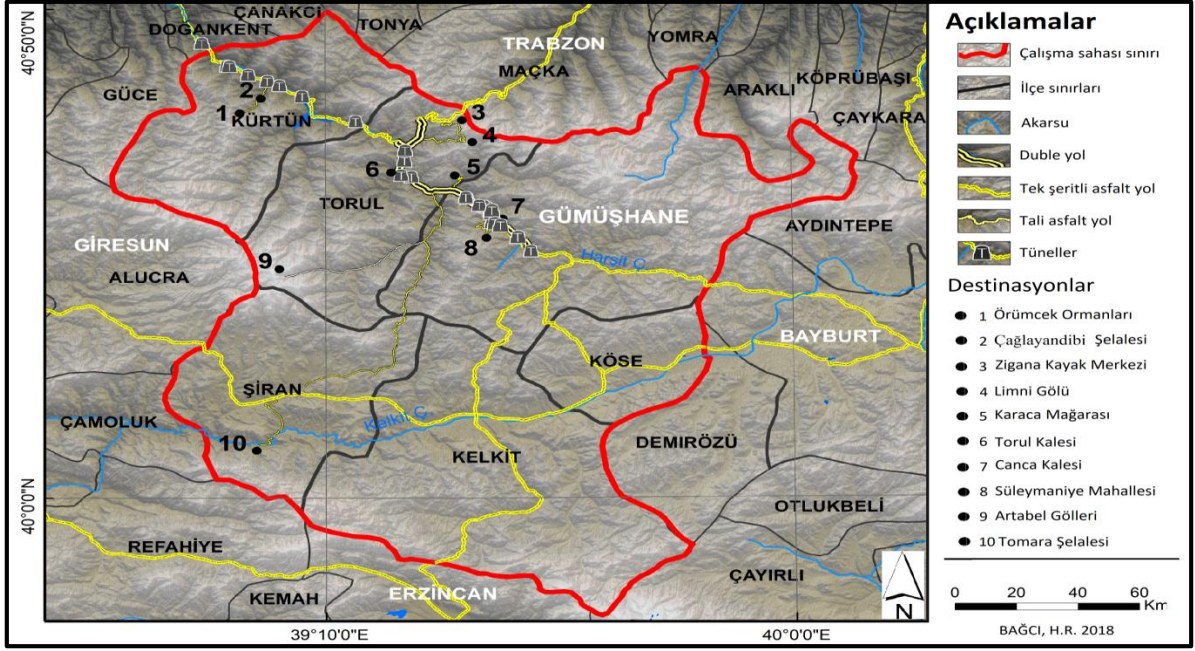 40°50'0"N
ÇANAKCI
DOĞANKENT
TONYA
TRABZON
MAÇKA
YOMRA
ARAKLI
KÖPRÜBAŞI
ÇAYKARA
GÜCE
2
1
KÜRTÜN
3
4
5
6
TORUL
7
GÜMÜŞHANE
8
AYDINTEPE
GİRESUN
ALUCRA
9
Harşit Ç.
BAYBURT
KÖSE
ŞİRAN
ÇAMOLUK
Kelkit Ç.
10
KELKİT
DEMIRÖZÜ
40°0'0"N
OTLUKBELİ
REFAHİYE
ÇAYIRLI
KEMAH
ERZİNCAN
39°10'0"E
40°0'0"E
Açıklamalar
Çalışma sahası sınırı
İlçe sınırları
Akarsu
Duble yol
Tek şeritli asfalt yol
Tali asfalt yol
Tüneller
Destinasyonlar
1 Örümcek Ormanları
2 Çağlayandibi Şelalesi
3 Zigana Kayak Merkezi
4 Limni Gölü
5 Karaca Mağarası
6 Torul Kalesi
7 Canca Kalesi
8 Süleymaniye Mahallesi
9 Artabel Gölleri
10 Tomara Şelalesi
N
0 20 40 60
Km
BAĞCI, H.R. 2018